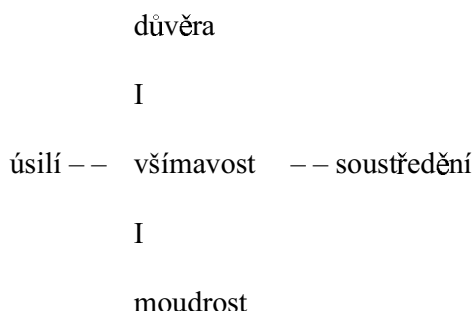 důvěra
I
úsilí – – všímavost – – soustředění
I
moudrost